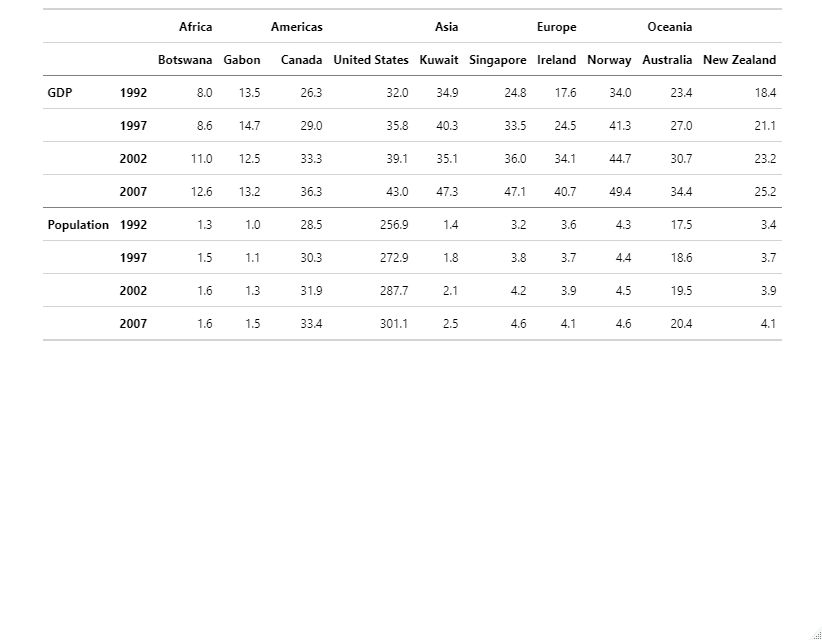 Africa Americas Asia Europe Oceania
Botswana Gabon Canada United States Kuwait Singapore Ireland Norway Australia New Zealand
GDP 1992 8.0 13.5 26.3 32.0 34.9 24.8 17.6 34.0 23.4 18.4
1997 8.6 14.7 29.0 35.8 40.3 33.5 24.5 41.3 27.0 21.1
2002 11.0 12.5 33.3 39.1 35.1 36.0 34.1 44.7 30.7 23.2
2007 12.6 13.2 36.3 43.0 47.3 47.1 40.7 49.4 34.4 25.2
Population 1992 1.3 1.0 28.5 256.9 1.4 3.2 3.6 4.3 17.5 3.4
1997 1.5 1.1 30.3 272.9 1.8 3.8 3.7 4.4 18.6 3.7
2002 1.6 1.3 31.9 287.7 2.1 4.2 3.9 4.5 19.5 3.9
2007 1.6 1.5 33.4 301.1 2.5 4.6 4.1 4.6 20.4 4.1